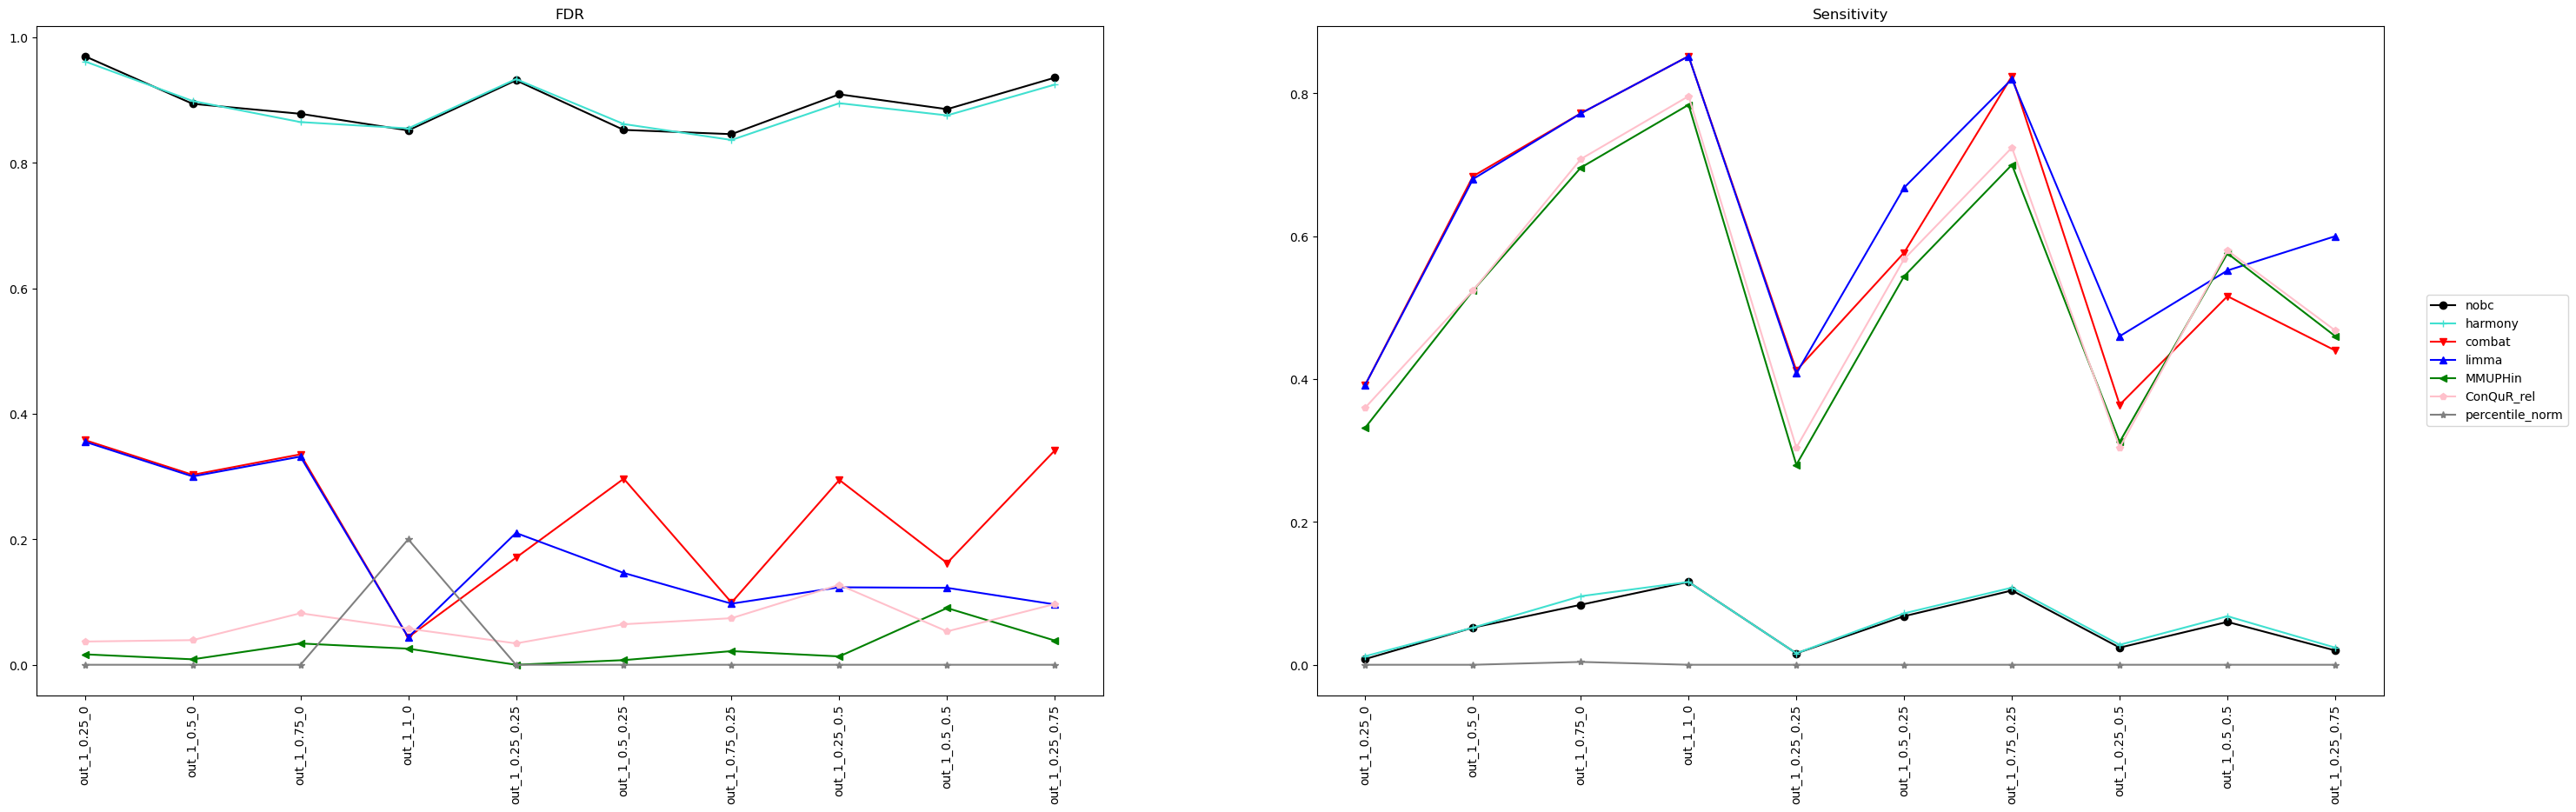 FDR
1.0
0.8
0.6
0.4
0.2
0.0
out_1_0.25_0
out_1_0.5_0
out_1_0.75_0
out_1_1_0
out_1_0.25_0.25
out_1_0.5_0.25
out_1_0.75_0.25
out_1_0.25_0.5
out_1_0.5_0.5
out_1_0.25_0.75
Sensitivity
0.8
0.6
0.4
0.2
0.0
out_1_0.25_0
out_1_0.5_0
out_1_0.75_0
out_1_1_0
out_1_0.25_0.25
out_1_0.5_0.25
out_1_0.75_0.25
out_1_0.25_0.5
out_1_0.5_0.5
out_1_0.25_0.75
nobc
harmony
combat
limma
MMUPHin
ConQuR_rel
percentile_norm